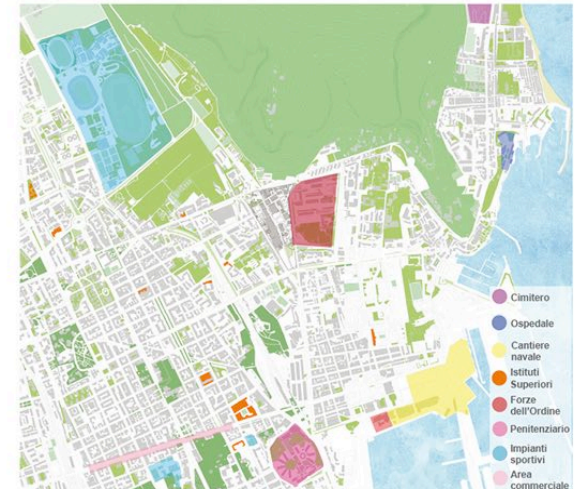 Cimitero
Ospedale
Cantiere
navale
Istituti
Superiori
Forze
dell'Ordine
Penitenziario
Impianti
sportivi
Area
commerciale